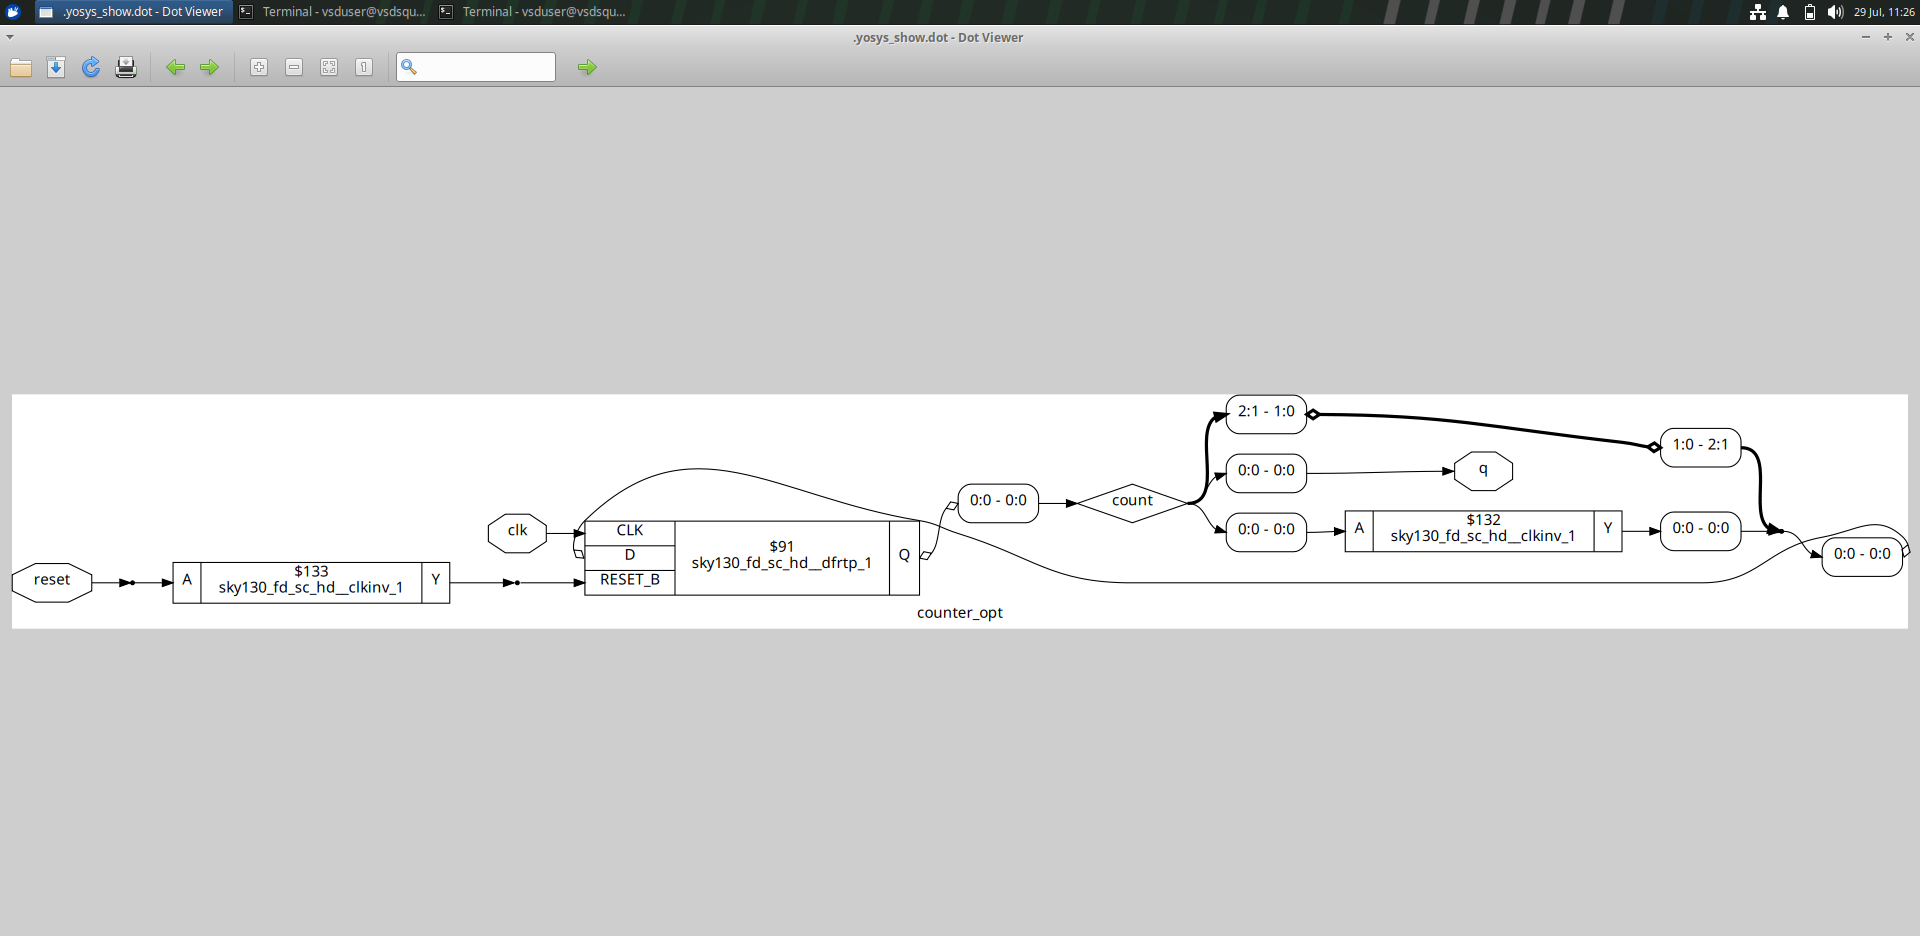 .yosys_show.dot - Dot Viewer
Terminal - vsduser@vsdsqu...
Terminal - vsduser@vsdsqu...
29 Jul, 11:26
.yosys_show.dot - Dot Viewer
1
2:1 - 1:0
1:0 - 2:1
0:0 - 0:0
q
0:0 - 0:0
count
clk
CLK
D
RESET_B
$91
sky130_fd_sc_hd__dfrtp_1
Q
0:0 - 0:0
A
$132
sky130_fd_sc_hd__clkinv_1
Y
0:0 - 0:0
0:0 - 0:0
reset
A
$133
sky130_fd_sc_hd__clkinv_1
Y
counter_opt